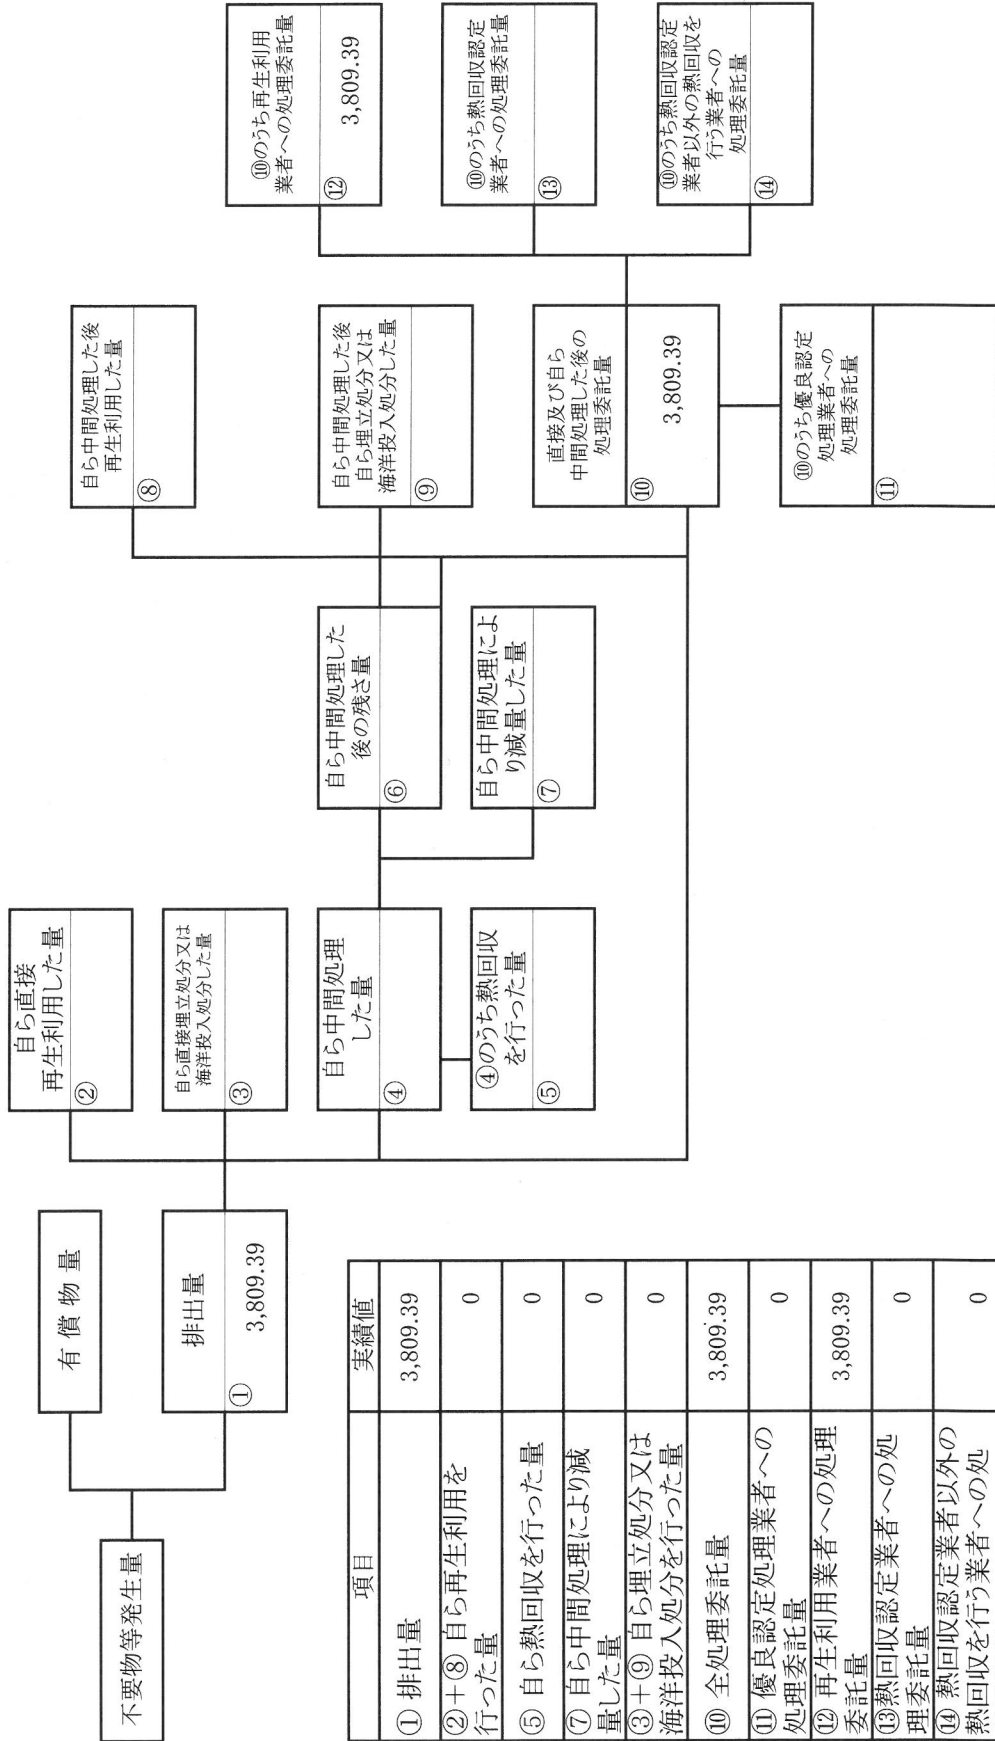 不要物等発生量
有償物量
排出量
①
3,809.39
自ら直接
再生利用した量
②
自ら直接埋立処分又は
海洋投入処分した量
③
自ら中間処理
した量
④
④のうち熱回収
を行った量
⑤
自ら中間処理した
後の残さ量
⑥
自ら中間処理によ
り減量した量
⑦
自ら中間処理した後
再生利用した量
⑧
自ら中間処理した後
自ら埋立処分又は
海洋投入処分した量
⑨
直接及び自ら
中間処理した後の
処理委託量
⑩
3,809.39
⑩のうち優良認定
処理業者への
処理委託量
⑪
⑩のうち再生利用
業者への処理委託量
⑫
3,809.39
⑩のうち熱回収認定
業者への処理委託量
⑬
⑩のうち熱回収認定
業者以外の熱回収を
行う業者への
処理委託量
⑭
項目 実績値
①排出量 3,809.39
②+⑧ 自ら再生利用を
行った量 0
⑤ 自ら熱回収を行った量 0
⑦ 自ら中間処理により減
量した量 0
③+⑨ 自ら埋立処分又は
海洋投入処分を行った量 0
⑩ 全処理委託量 3,809.39
⑪ 優良認定処理業者への
処理委託量 0
⑫ 再生利用業者への処理
委託量 3,809.39
⑬熱回収認定業者への処
理委託量 0
⑭ 熱回収認定業者以外の
熱回収を行う業者への処 0